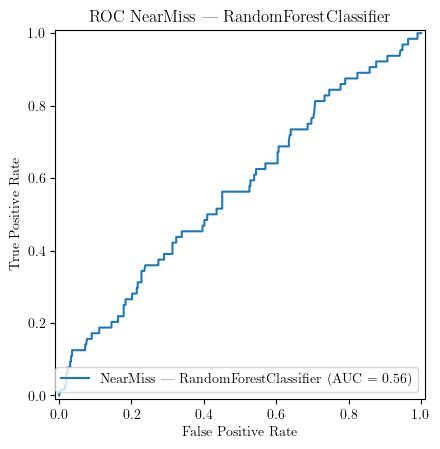 ROC NearMiss — RandomForestClassifier
True Positive Rate
1.0
0.8
0.6
0.4
0.2
0.0
NearMiss — RandomForestClassifier (AUC = 0.56)
0.0 0.2 0.4 0.6 0.8 1.0
False Positive Rate